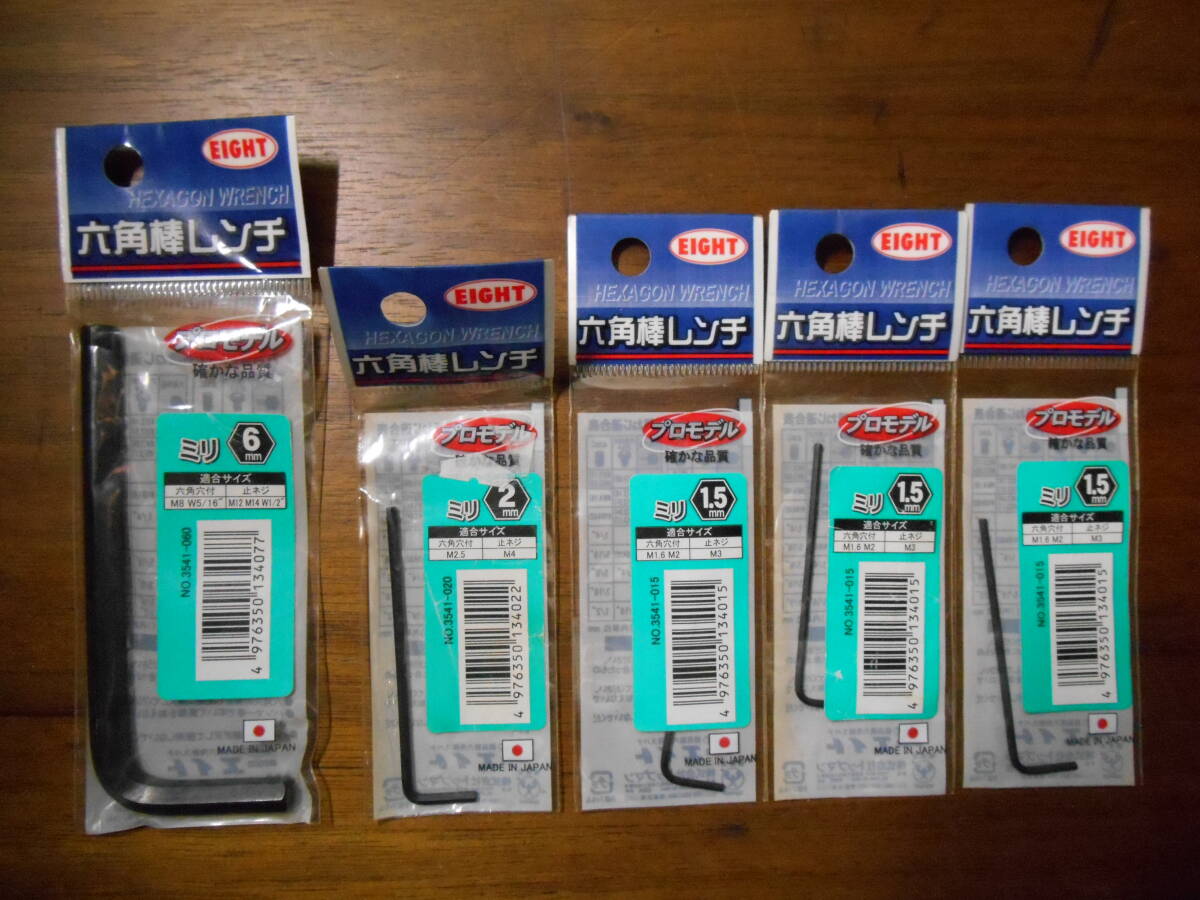 EIGHT
HEXAGON WRENCH
六角棒レンチ
プロモデル
確かな品質
ミリ 6 mm
適合サイズ
六角穴付 止ネジ
M8 W5/16" M12 M14 W1/2"
NO.3541-060
4 976350 134077
MADE IN JAPAN
EIGHT
HEXAGON WRENCH
六角棒レンチ
プロモデル
確かな品質
ミリ 2 mm
適合サイズ
六角穴付 止ネジ
M2.5 M4
NO.3541-020
4 976350 134022
MADE IN JAPAN
EIGHT
HEXAGON WRENCH
六角棒レンチ
プロモデル
確かな品質
ミリ 1.5 mm
適合サイズ
六角穴付 止ネジ
M1.6 M2 M3
NO.3541-015
4 976350 134015
MADE IN JAPAN
EIGHT
HEXAGON WRENCH
六角棒レンチ
プロモデル
確かな品質
ミリ 1.5 mm
適合サイズ
六角穴付 止ネジ
M1.6 M2 M3
NO.3541-015
4 976350 134015
MADE IN JAPAN
EIGHT
HEXAGON WRENCH
六角棒レンチ
プロモデル
確かな品質
ミリ 1.5 mm
適合サイズ
六角穴付 止ネジ
M1.6 M2 M3
NO.3541-015
4 976350 134015
MADE IN JAPAN